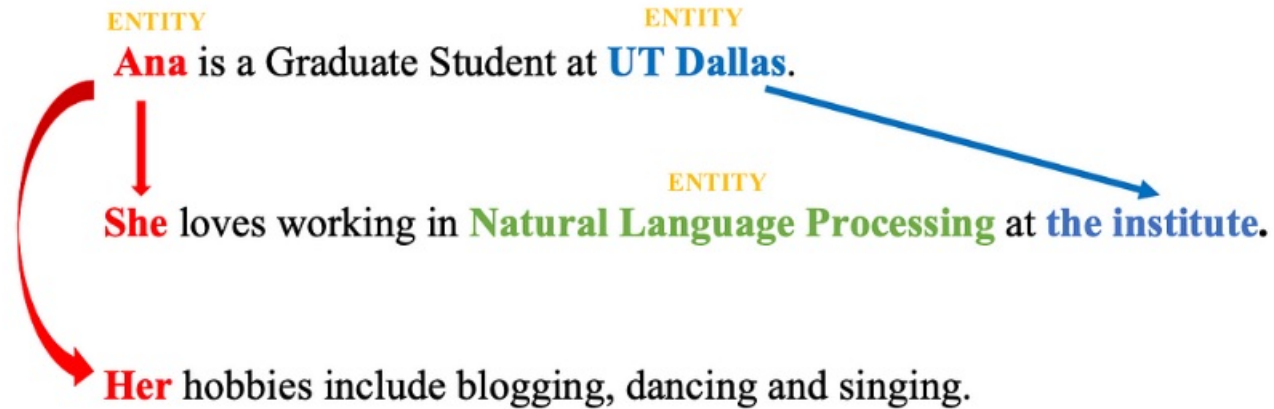 ENTITY ENTITY
Ana is a Graduate Student at UT Dallas.
ENTITY
She loves working in Natural Language Processing at the institute.
Her hobbies include blogging, dancing and singing.